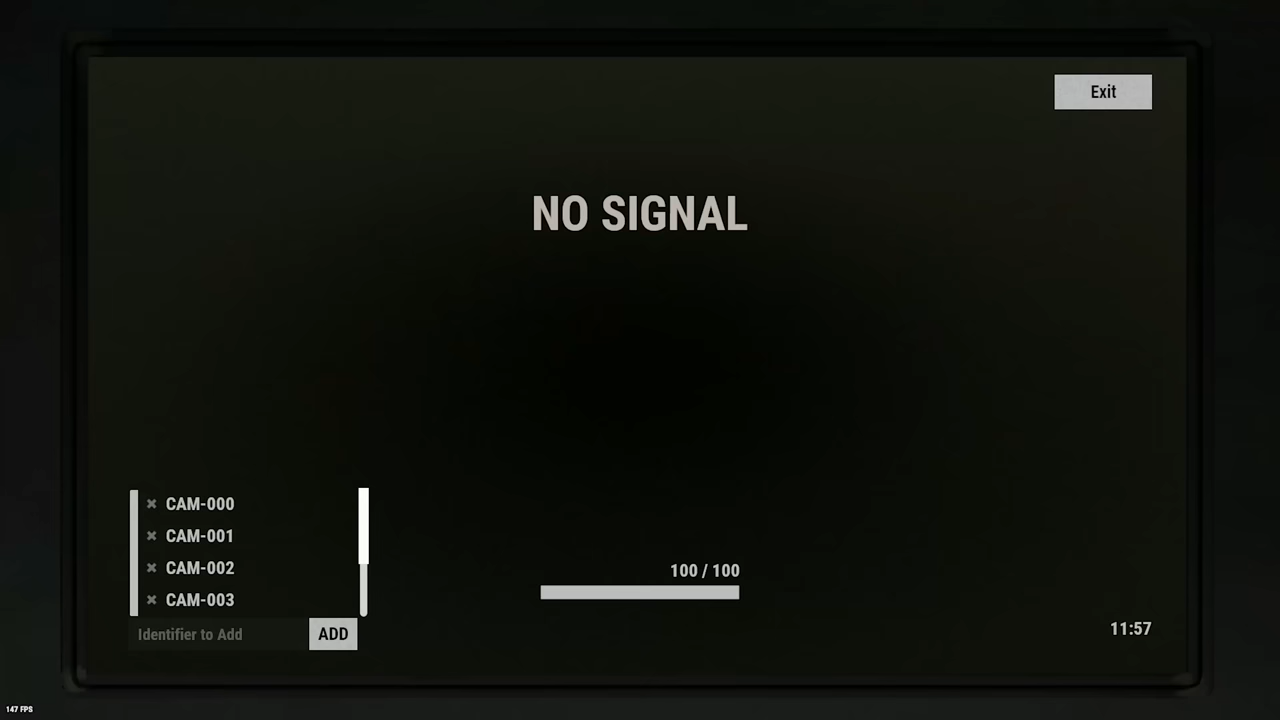 Exit
NO SIGNAL
CAM-000
CAM-001
CAM-002
CAM-003
100 / 100
Identifier to Add
ADD
11:57
147 FPS